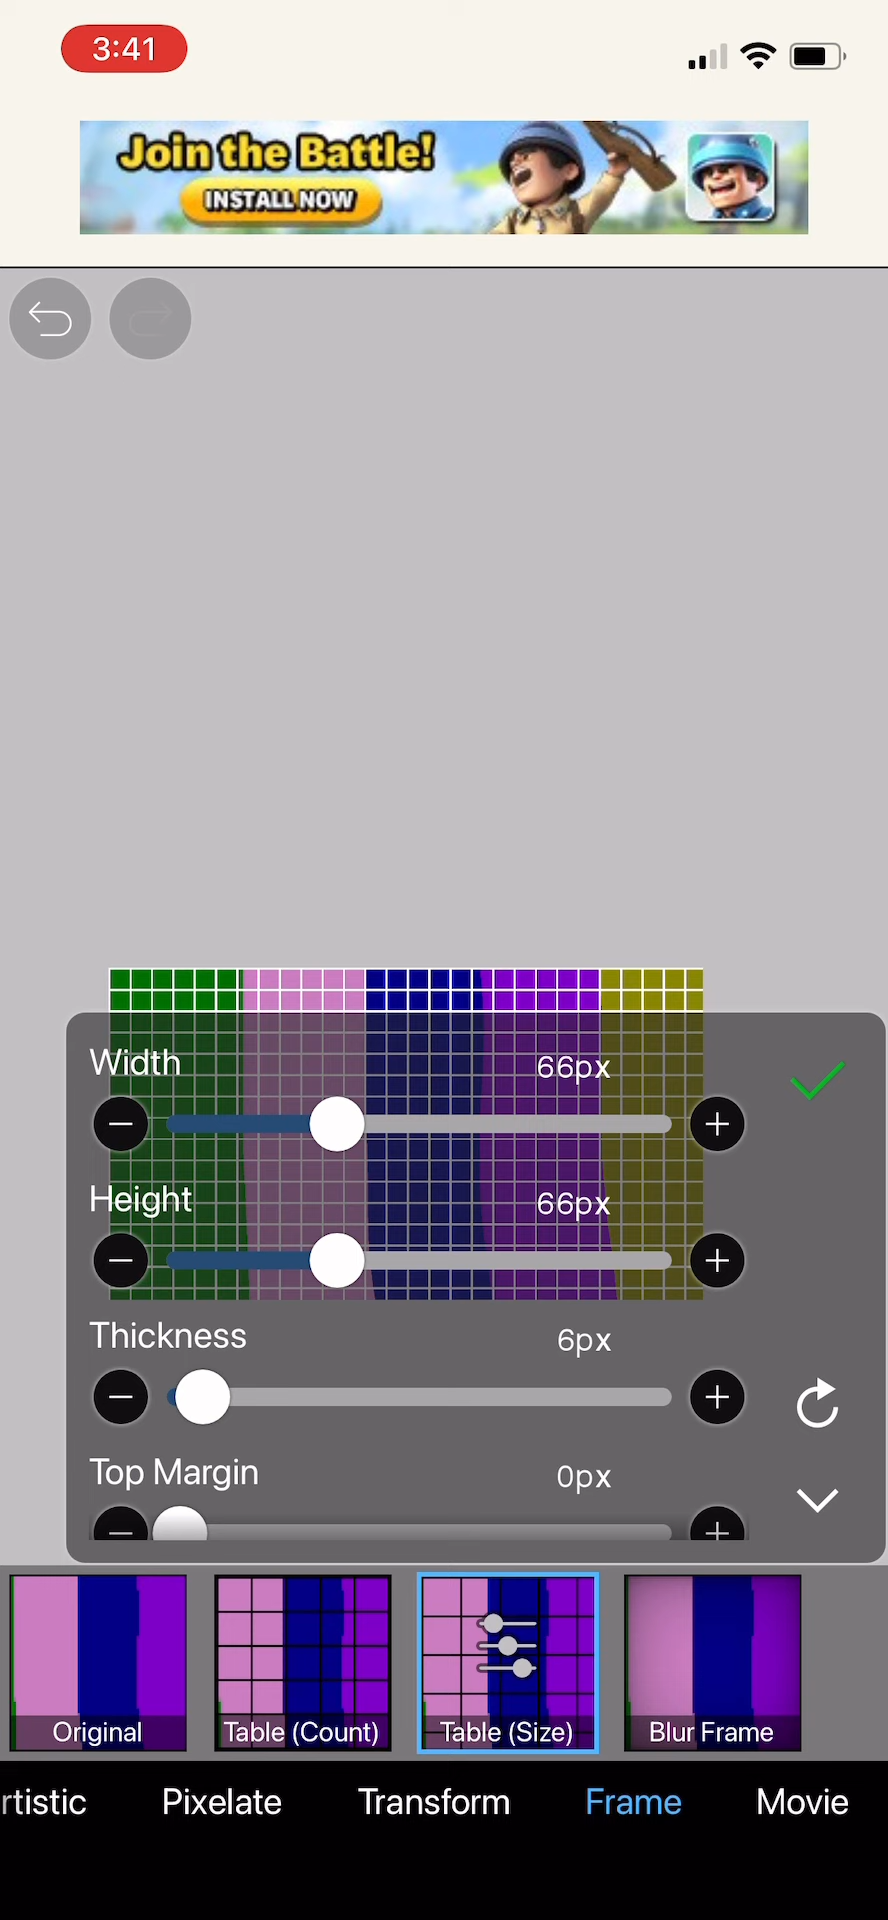 3:41
Join the Battle!
INSTALL NOW
Width
66px
Height
66px
Thickness
6px
Top Margin
0px
Original
Table (Count)
Table (Size)
Blur Frame
rtistic
Pixelate
Transform
Frame
Movie